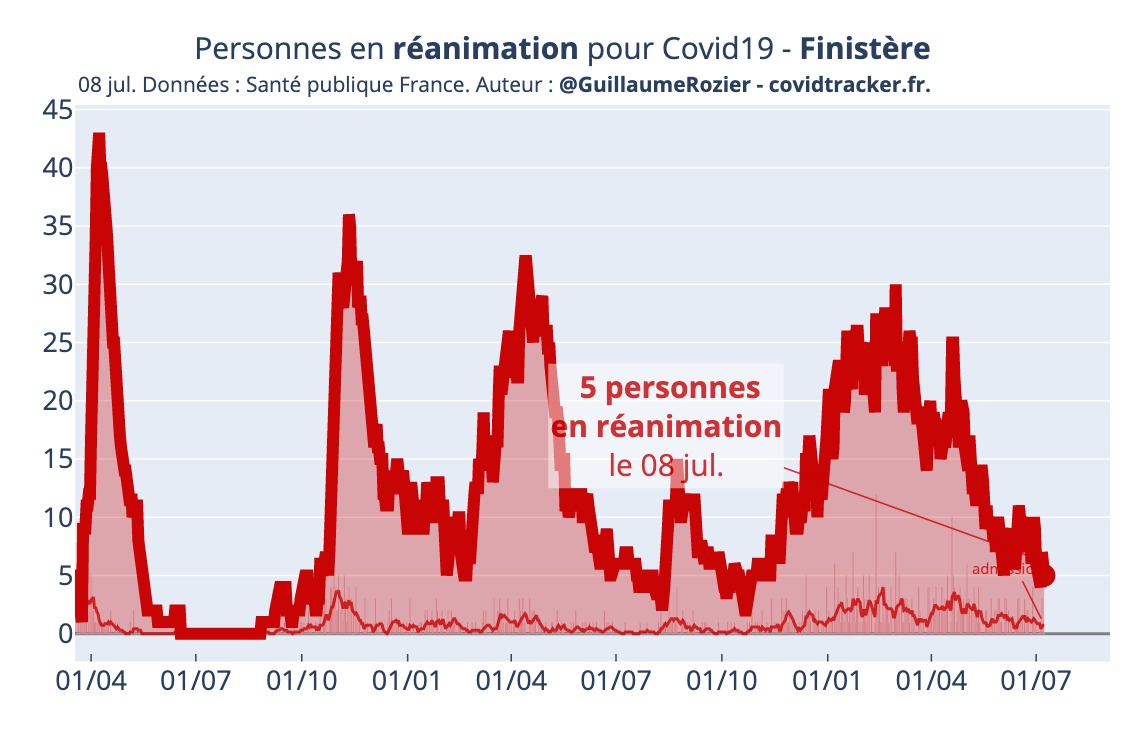 Personnes en réanimation pour Covid19 - Finistère
08 jul. Données : Santé publique France. Auteur : @GuillaumeRozier - covidtracker.fr.
45
40
35
30
25
20
15
10
5
0
5 personnes
en réanimation
le 08 jul.
01/04 01/07 01/10 01/01 01/04 01/07 01/10 01/01 01/04 01/07